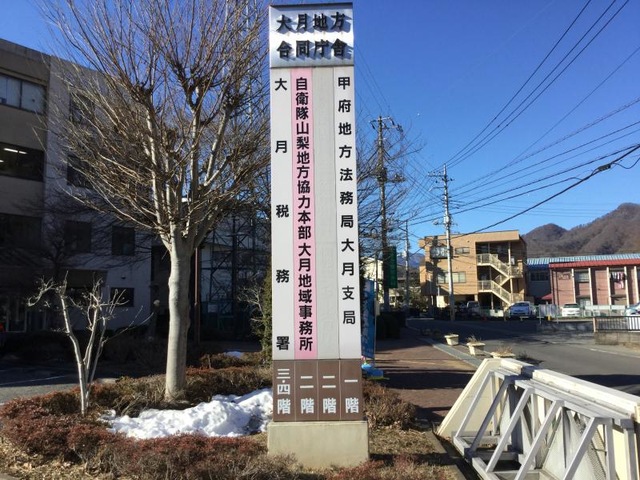 大月地方
合同庁舎
甲府地方法務局大月支局
自衛隊山梨地方協力本部 大月地域事務所
大月税務署
一階
二階
二階
三・四階